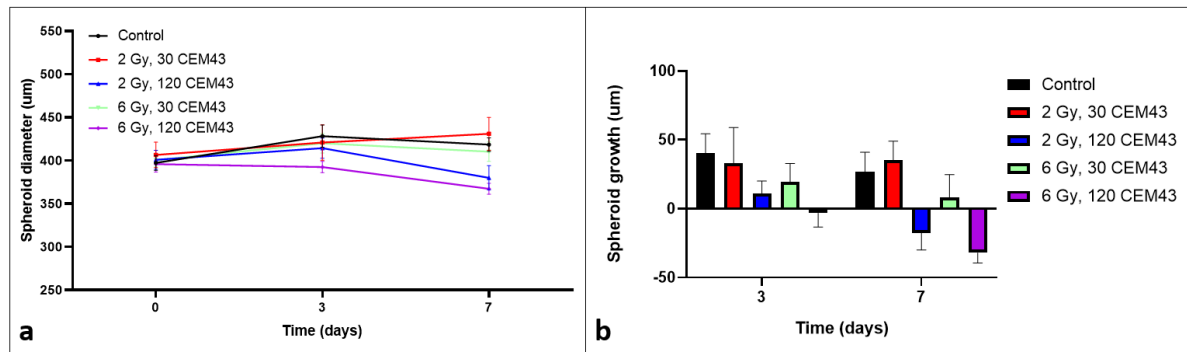 550
500
450
400
350
300
250
Spheroid diameter (um)
Control
2 Gy, 30 CEM43
2 Gy, 120 CEM43
6 Gy, 30 CEM43
6 Gy, 120 CEM43
0
3
7
Time (days)
a
100
50
0
-50
Spheroid growth (um)
Control
2 Gy, 30 CEM43
2 Gy, 120 CEM43
6 Gy, 30 CEM43
6 Gy, 120 CEM43
3
7
Time (days)
b